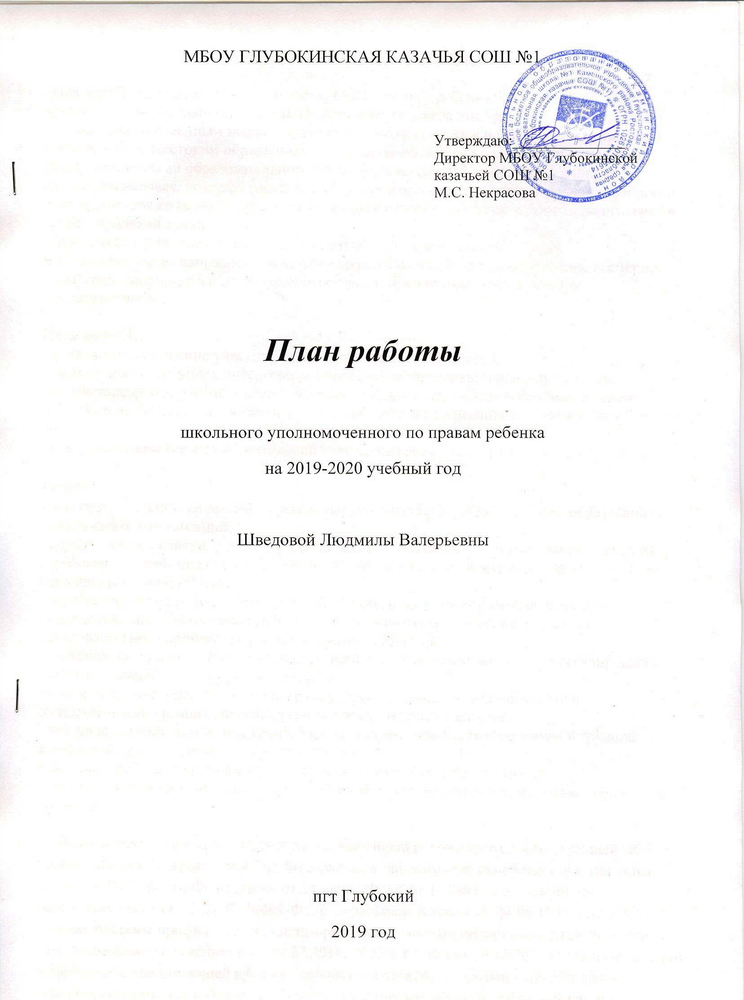 МБОУ ГЛУБОКИНСКАЯ КАЗАЧЬЯ СОШ №1
Утверждаю:
Директор МБОУ Глубокинской
казачьей СОШ №1
М.С. Некрасова
План работы
школьного уполномоченного по правам ребенка
на 2019-2020 учебный год
Шведовой Людмилы Валерьевны
пгт Глубокий
2019 год